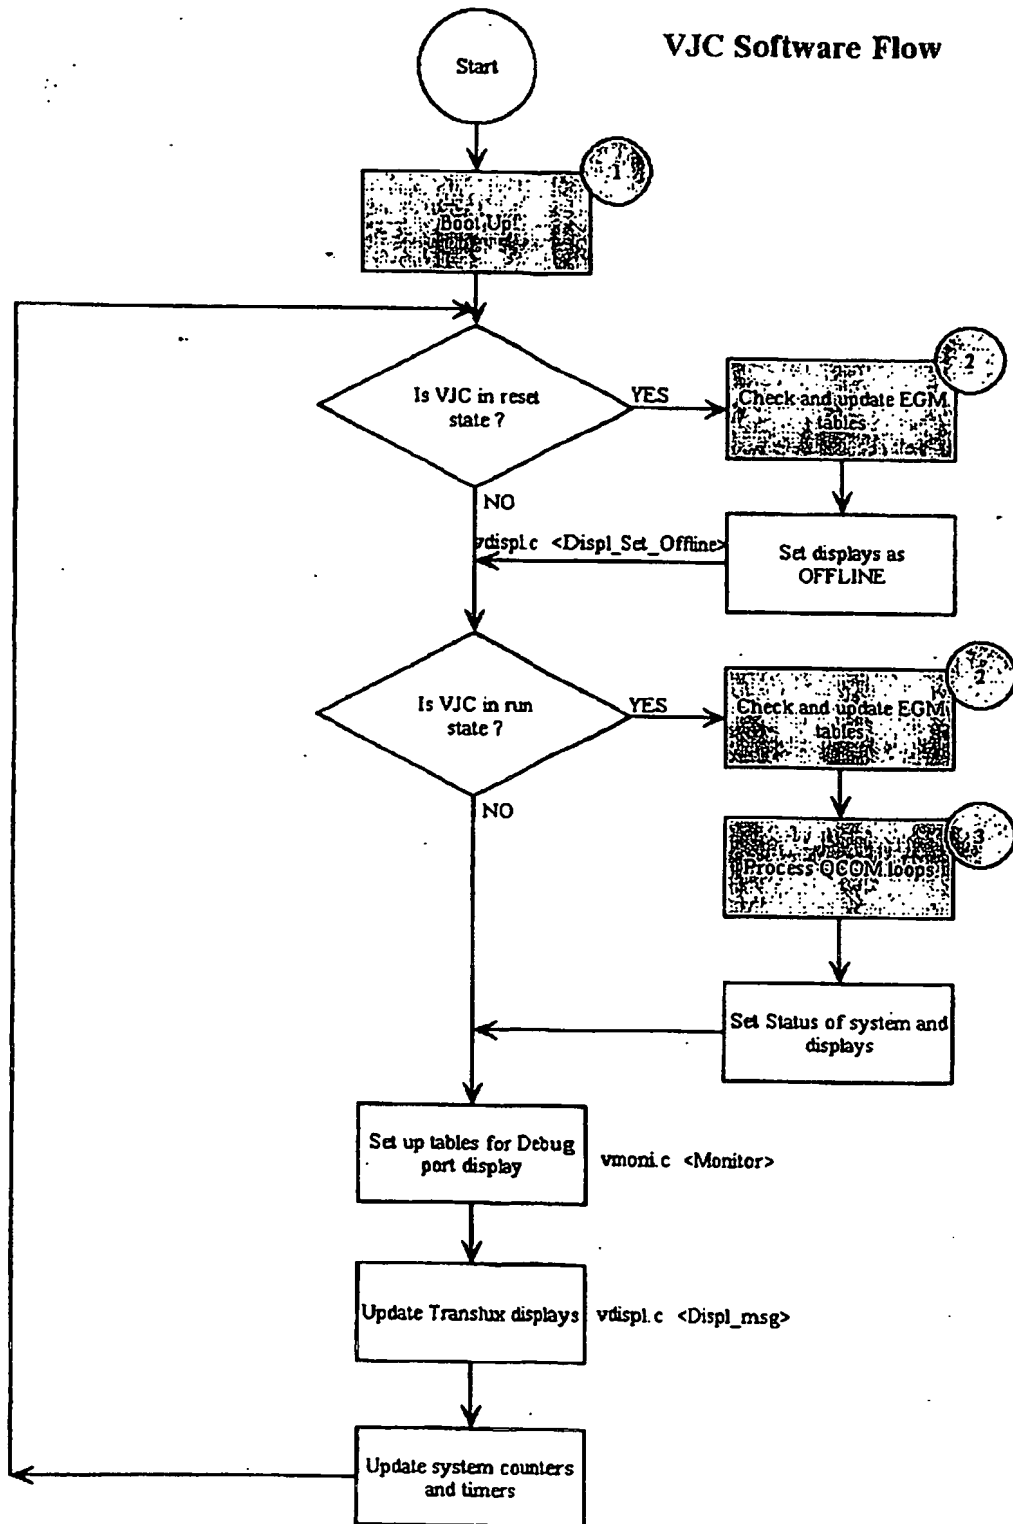 VJC Software Flow
Start
1
Boot Up
Is VJC in reset
state ?
YES
2
Check and update EGM
tables
NO
vdispl.c <Displ_Set_Offline>
Set displays as
OFFLINE
Is VJC in run
state ?
YES
2
Check and update EGM
tables
NO
3
Process QCOM loops
Set Status of system and
displays
Set up tables for Debug
port display
vmoni.c <Monitor>
Update Translux displays
vdispl.c <Displ_msg>
Update system counters
and timers